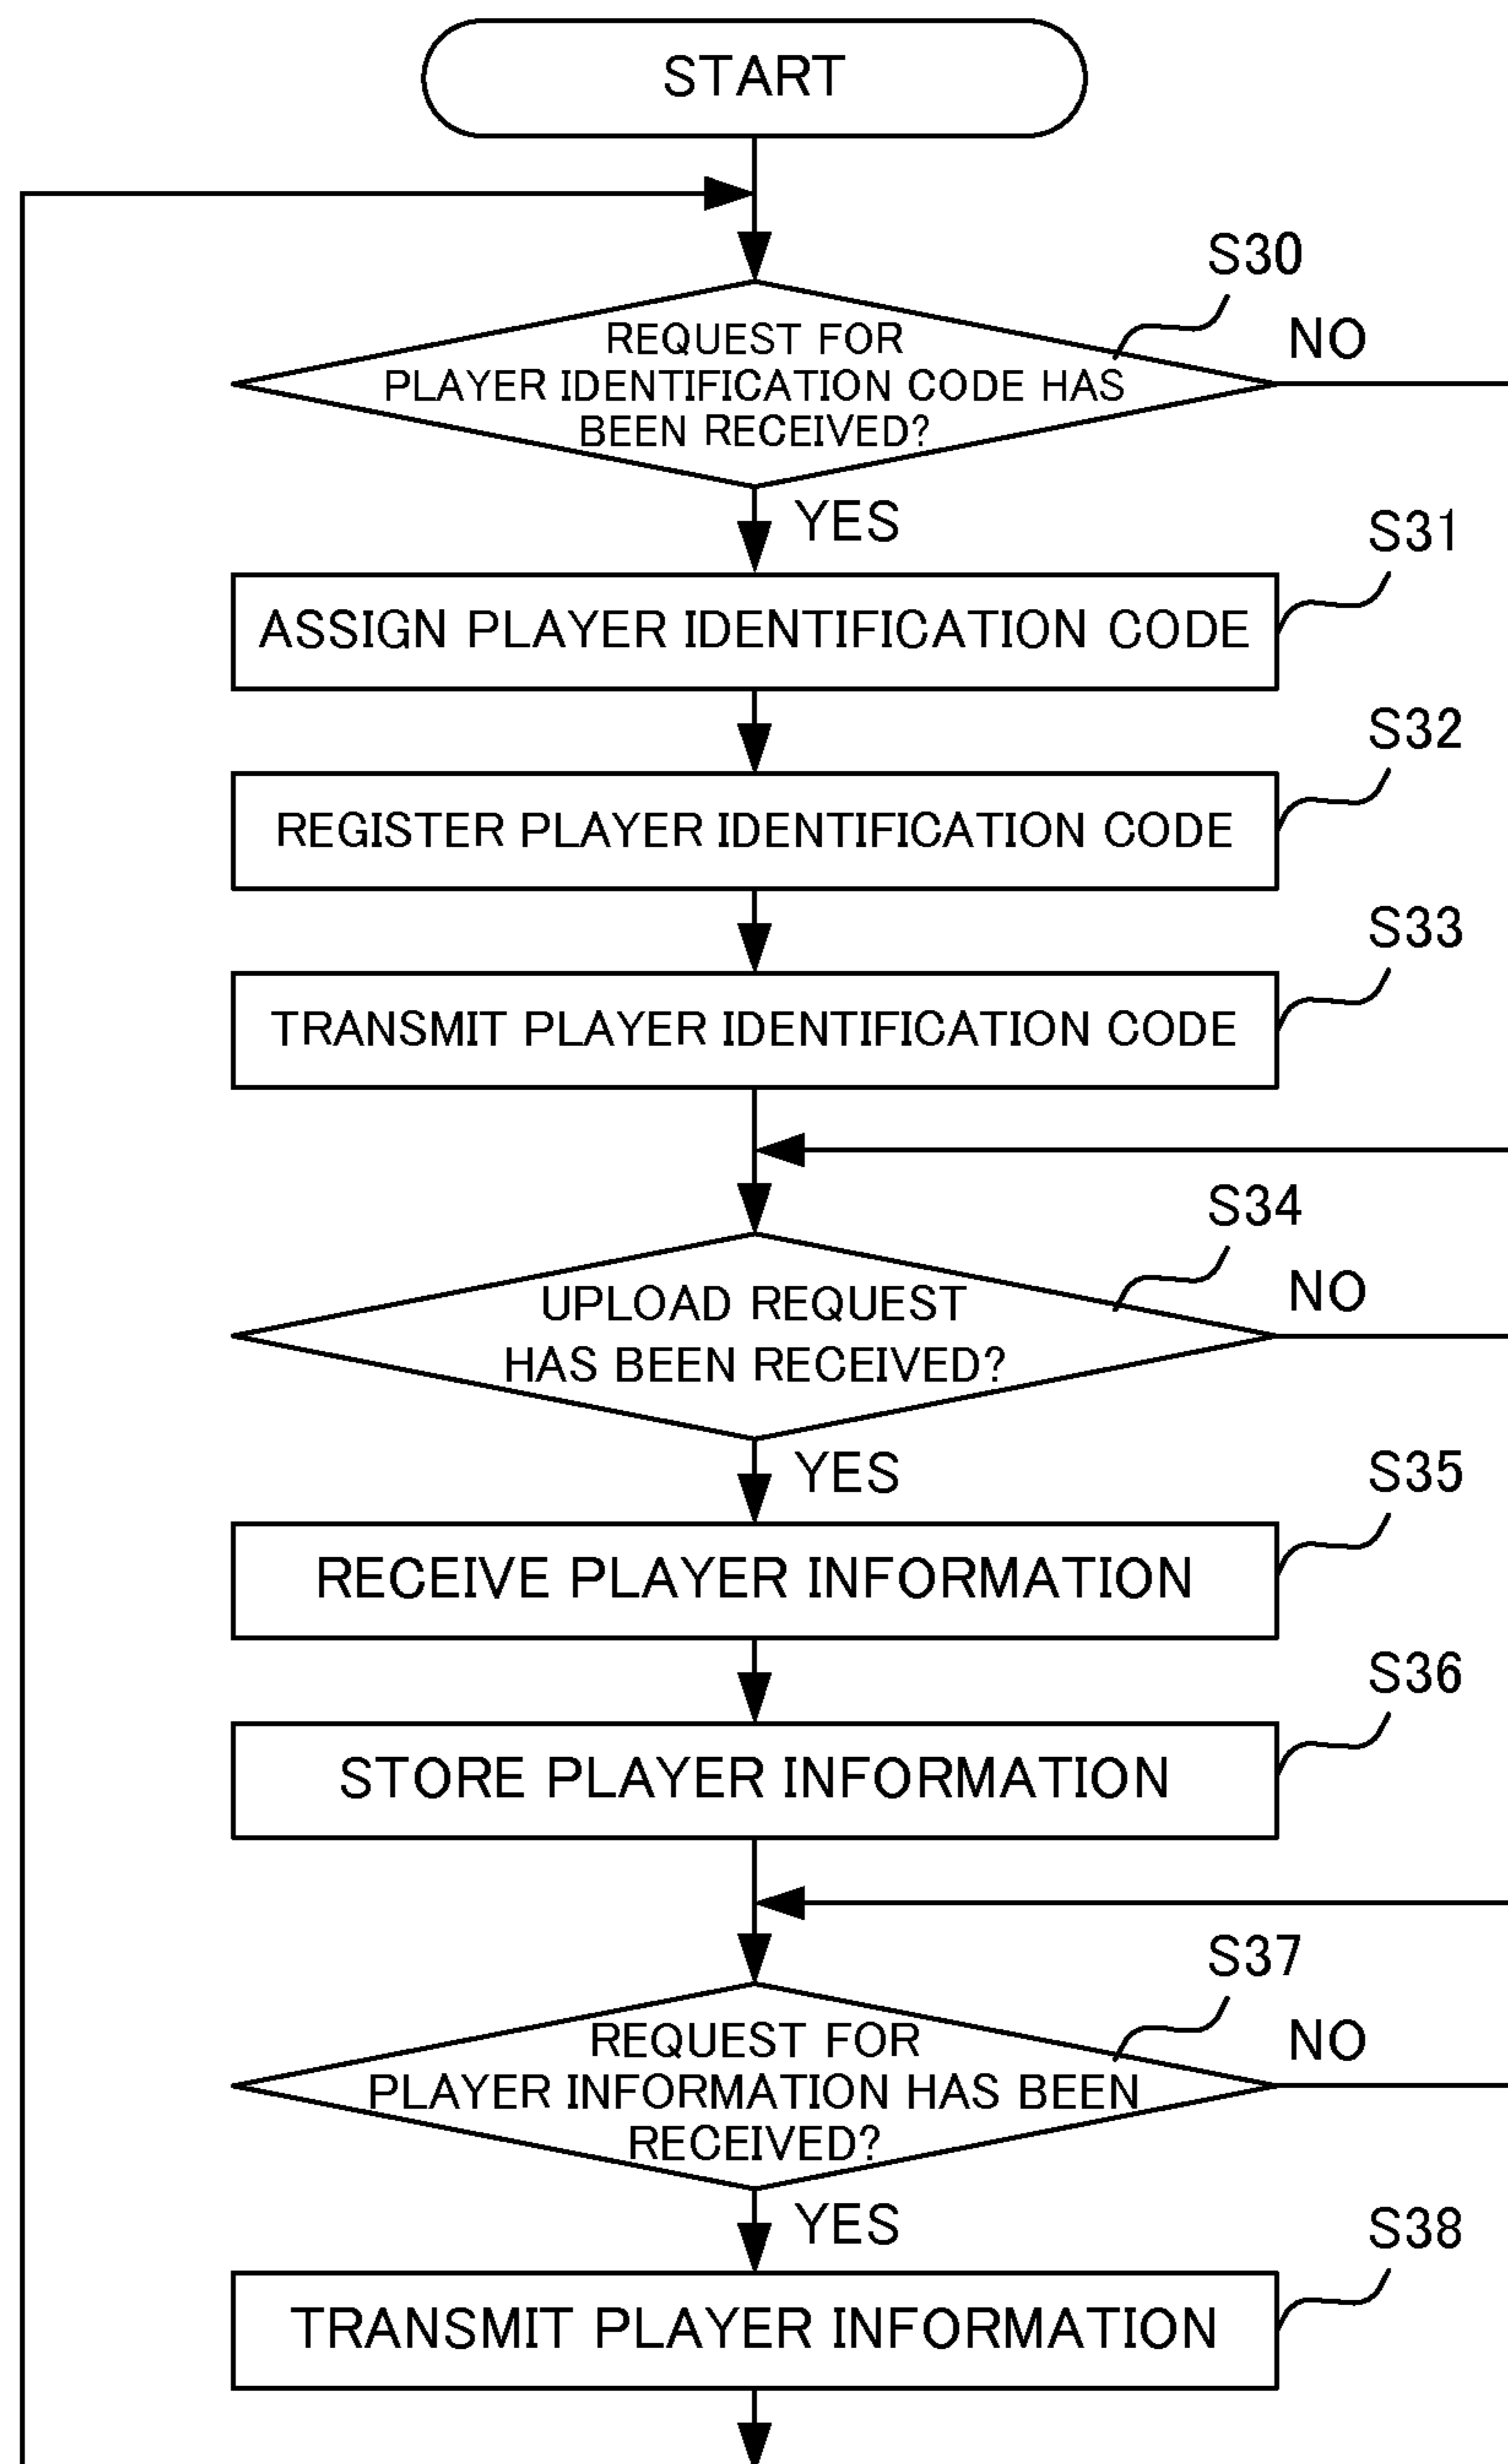 START
S30
REQUEST FOR
PLAYER IDENTIFICATION CODE HAS
BEEN RECEIVED?
NO
YES
S31
ASSIGN PLAYER IDENTIFICATION CODE
S32
REGISTER PLAYER IDENTIFICATION CODE
S33
TRANSMIT PLAYER IDENTIFICATION CODE
S34
UPLOAD REQUEST
HAS BEEN RECEIVED?
NO
YES
S35
RECEIVE PLAYER INFORMATION
S36
STORE PLAYER INFORMATION
S37
REQUEST FOR
PLAYER INFORMATION HAS BEEN
RECEIVED?
NO
YES
S38
TRANSMIT PLAYER INFORMATION